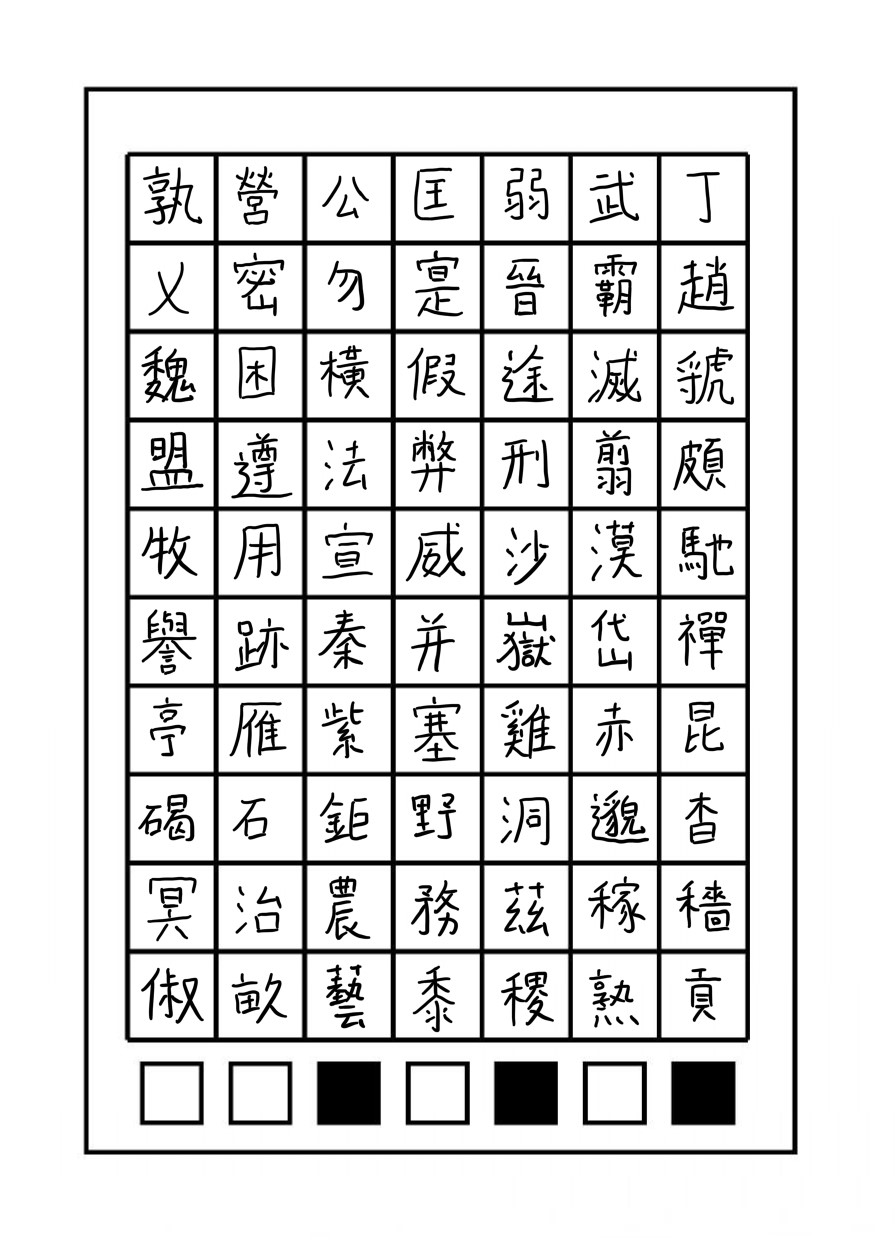 孰營公匡弱武丁
乂密勿寔晉霸趙
魏困橫假途滅虢
盟遵法弊刑翦頗
牧用宣威沙漠馳
譽跡秦并嶽岱禪
亭雁紫塞雞赤昆
碣石鉅野洞邈杳
冥治農務茲稼穡
俶畝藝黍稷熟貢